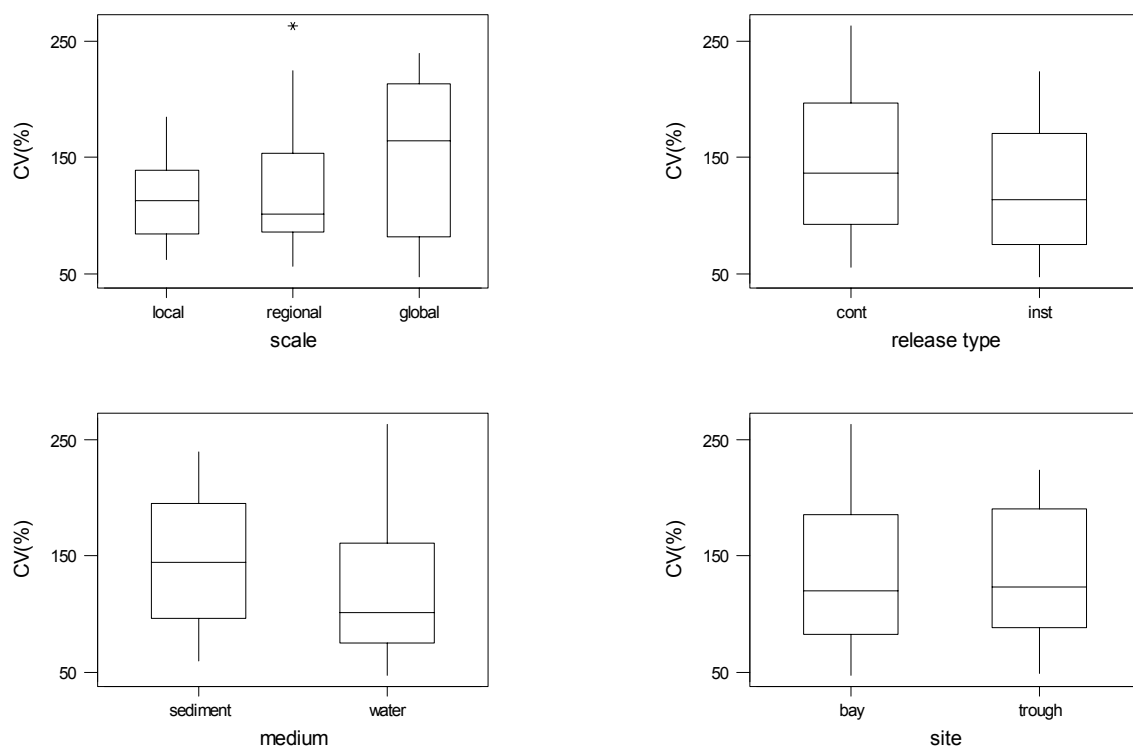 250
*
250
CV(%)
150
CV(%)
150
50
50
local regional global
cont inst
scale
release type
250
250
CV(%)
150
CV(%)
150
50
50
sediment water
bay trough
medium
site